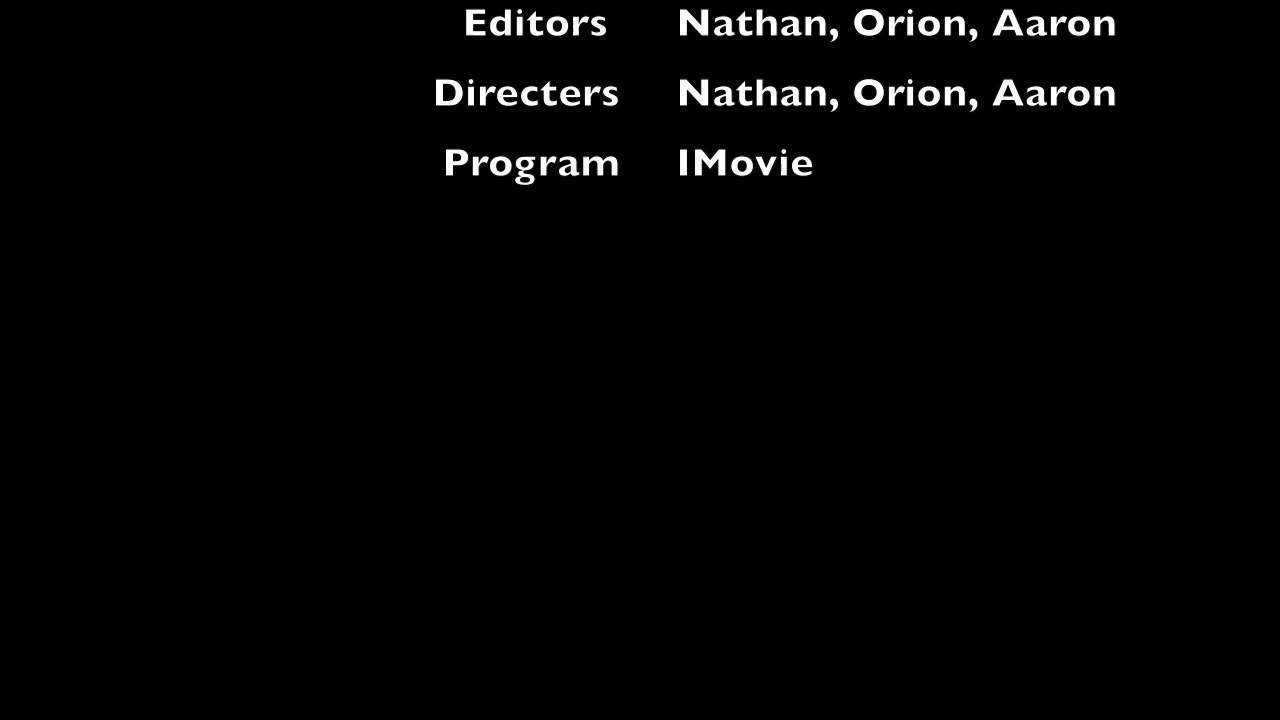 Editors Nathan, Orion, Aaron
Directers Nathan, Orion, Aaron
Program IMovie